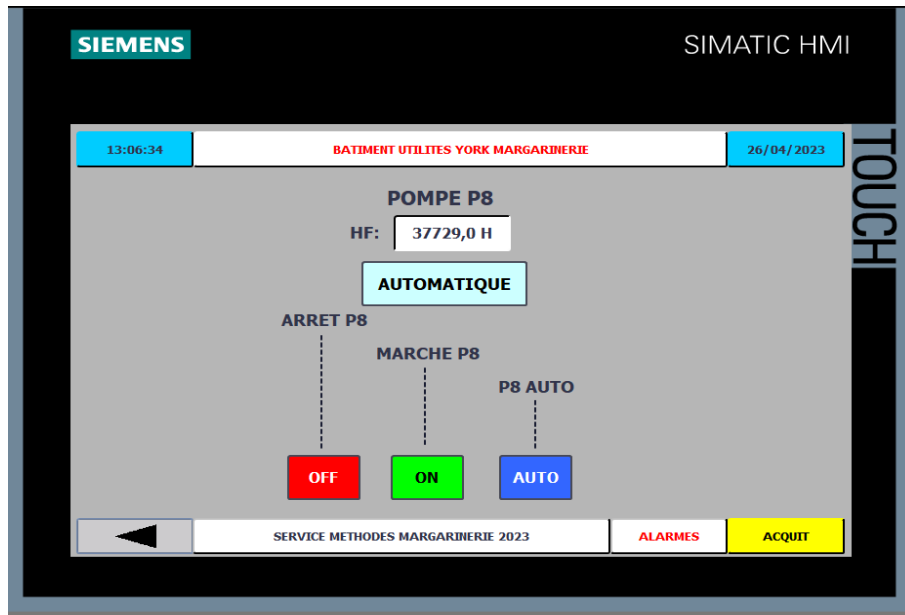 SIEMENS
SIMATIC HMI
TOUCH
13:06:34
BATIMENT UTILITES YORK MARGARINERIE
26/04/2023
POMPE P8
HF: 37729,0 H
AUTOMATIQUE
ARRET P8
MARCHE P8
P8 AUTO
OFF
ON
AUTO
SERVICE METHODES MARGARINERIE 2023
ALARMES
ACQUIT